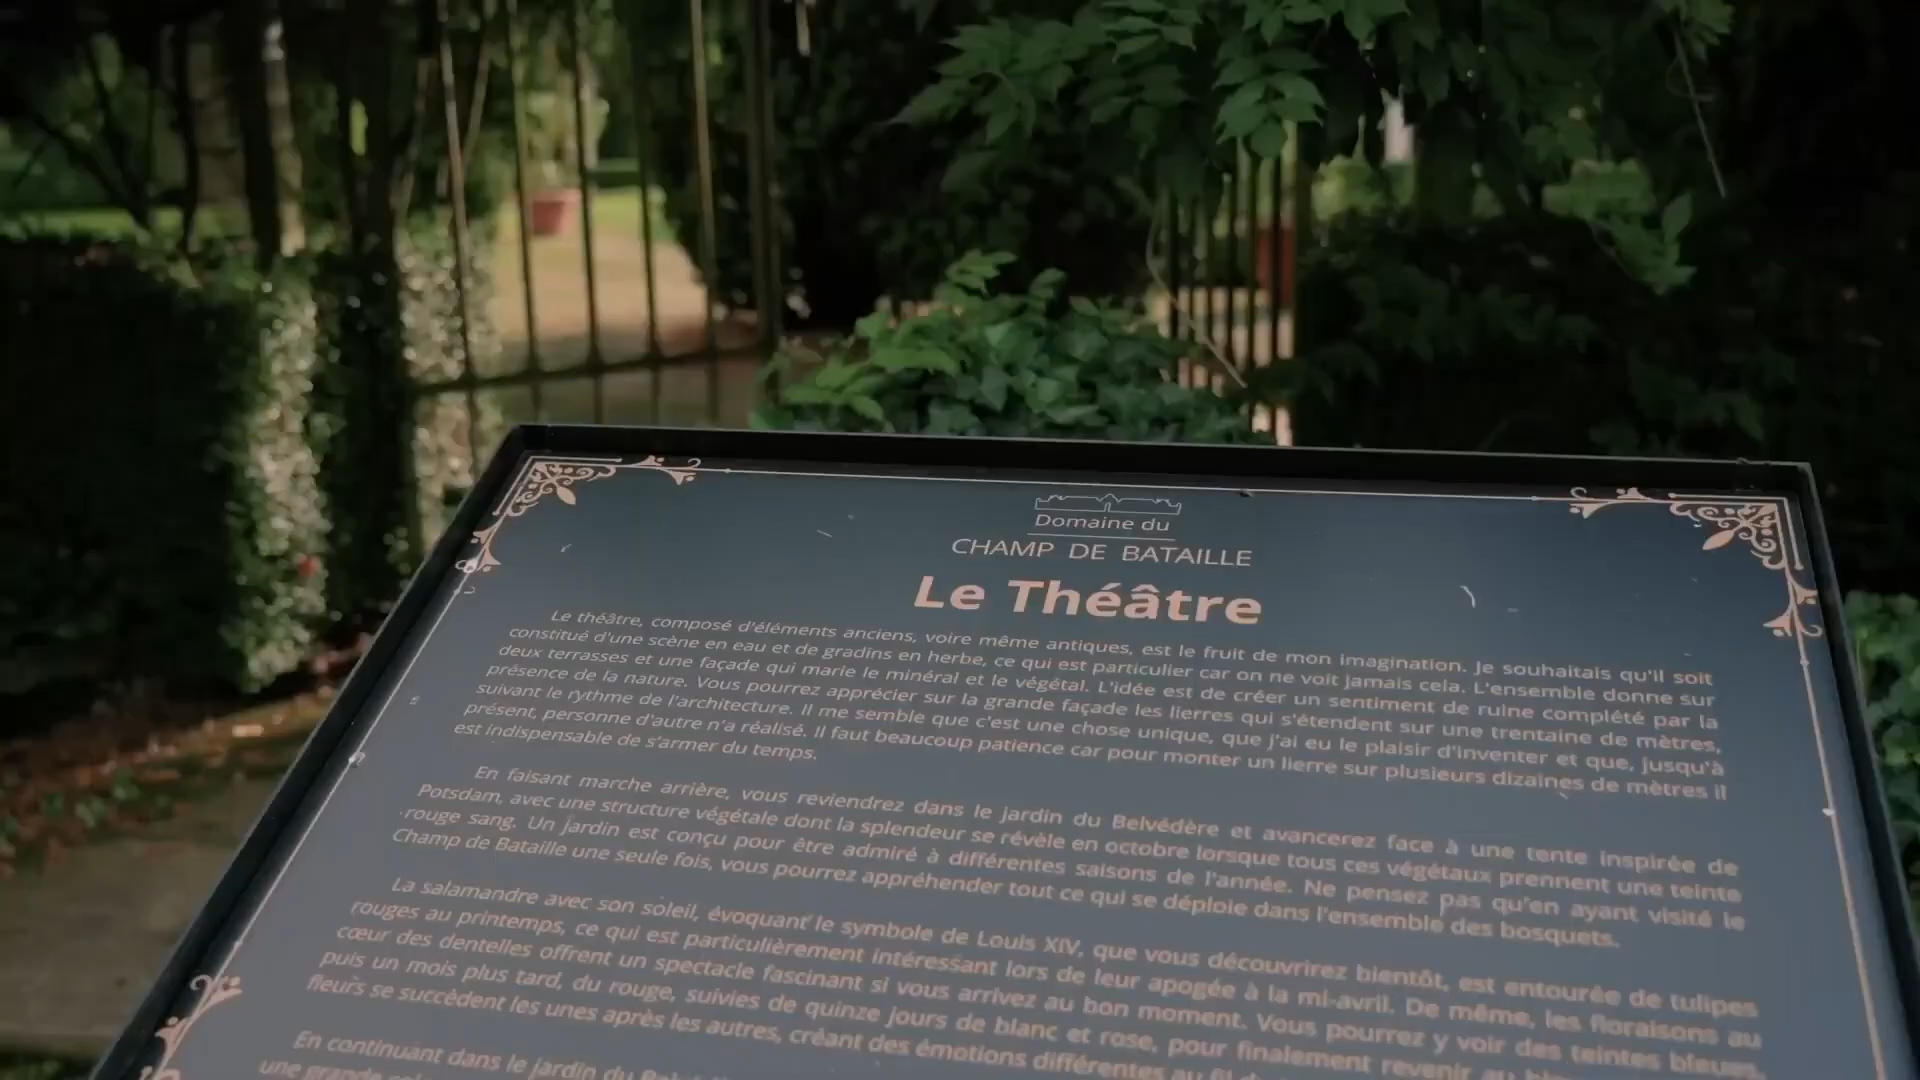 Domaine du
CHAMP DE BATAILLE
Le Théâtre
Le théâtre, composé d'éléments anciens, voire même antiques, est le fruit de mon imagination. Je souhaitais qu'il soit
constitué d'une scène en eau et de gradins en herbe, ce qui est particulier car on ne voit jamais cela. L'ensemble donne sur
deux terrasses et une façade qui marie le minéral et le végétal. L'idée est de créer un sentiment de ruine complété par la
présence de la nature. Vous pourrez apprécier sur la grande façade les lierres qui s'étendent sur une trentaine de mètres,
suivant le rythme de l'architecture. Il me semble que c'est une chose unique, que j'ai eu le plaisir d'inventer et que, jusqu'à
présent, personne d'autre n'a réalisé. Il faut beaucoup patience car pour monter un lierre sur plusieurs dizaines de mètres il
est indispensable de s'armer du temps.
En faisant marche arrière, vous reviendrez dans le jardin du Belvédère et avancerez face à une tente inspirée de
Potsdam, avec une structure végétale dont la splendeur se révèle en octobre lorsque tous ces végétaux prennent une teinte
rouge sang. Un jardin est conçu pour être admiré à différentes saisons de l'année. Ne pensez pas qu'en ayant visité le
Champ de Bataille une seule fois, vous pourrez appréhender tout ce qui se déploie dans l'ensemble des bosquets.
La salamandre avec son soleil, évoquant le symbole de Louis XIV, que vous découvrirez bientôt, est entourée de tulipes
rouges au printemps, ce qui est particulièrement intéressant lors de leur apogée à la mi-avril. De même, les floraisons au
cœur des dentelles offrent un spectacle fascinant si vous arrivez au bon moment. Vous pourrez y voir des teintes bleues,
puis un mois plus tard, du rouge, suivies de quinze jours de blanc et rose, pour finalement revenir au
fleurs se succèdent les unes après les autres, créant des émotions différentes au fil
En continuant dans le jardin du
une grande